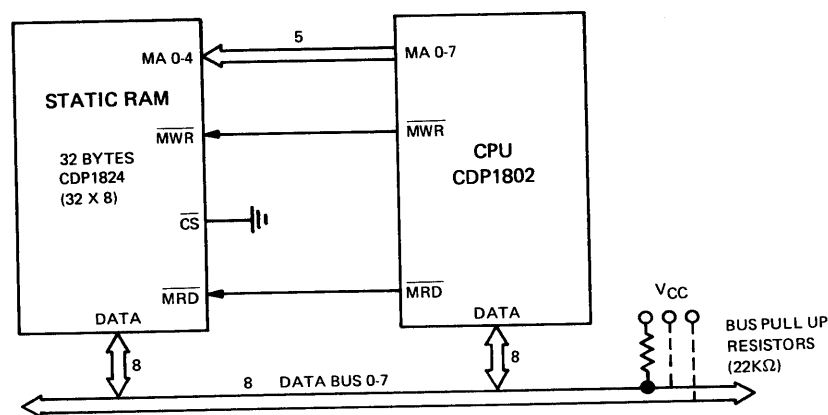 5
MA 0-4
MA 0-7
STATIC RAM
MWR
MWR
32 BYTES
CDP1824
(32 X 8)
CPU
CDP1802
CS
MRD
MRD
DATA
DATA
VCC
BUS PULL UP
RESISTORS
(22KΩ)
8
8
8 DATA BUS 0-7